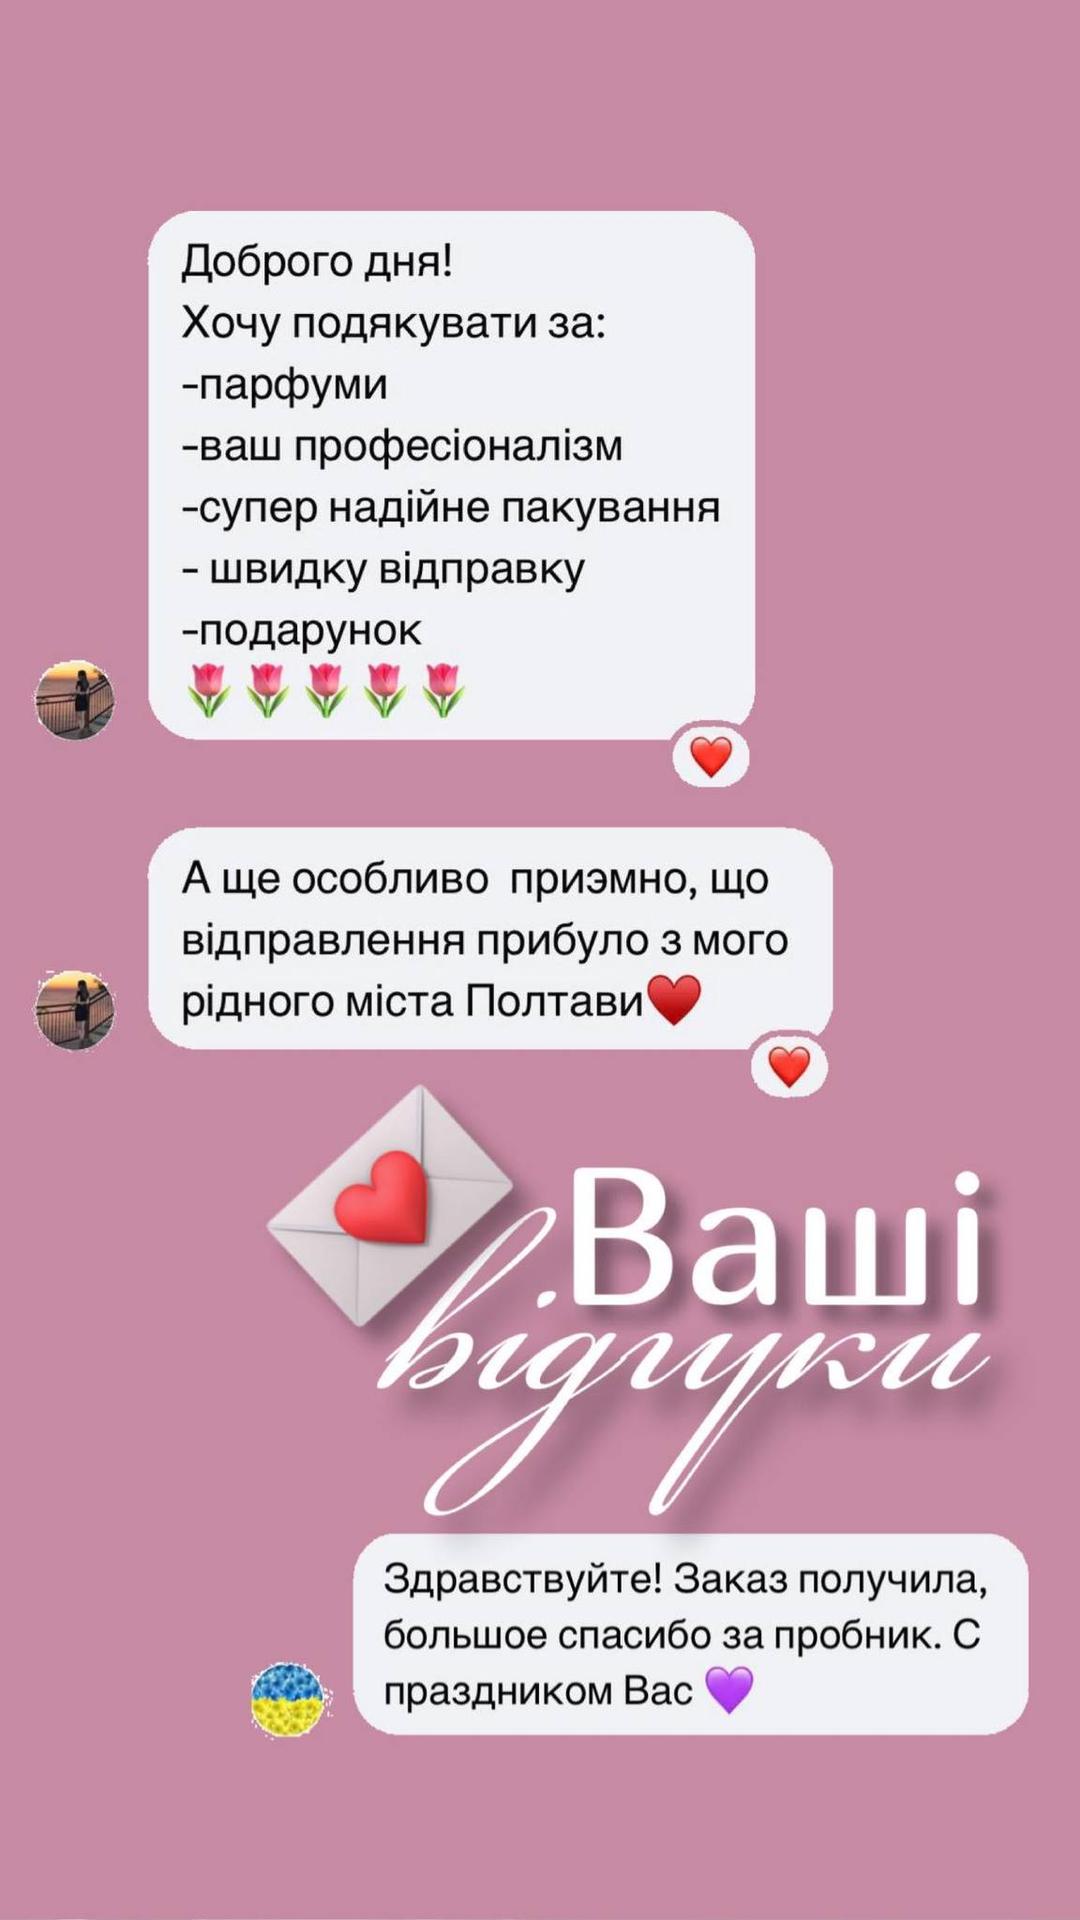 Доброго дня!
Хочу подякувати за:
-парфуми
-ваш професіоналізм
-супер надійне пакування
- швидку відправку
-подарунок
🌷🌷🌷🌷🌷
❤️
А ще особливо  приэмно, що
відправлення прибуло з мого
рідного міста Полтави♥️
❤️
Ваші
відгуки
Здравствуйте! Заказ получила,
большое спасибо за пробник. С
праздником Вас 💜